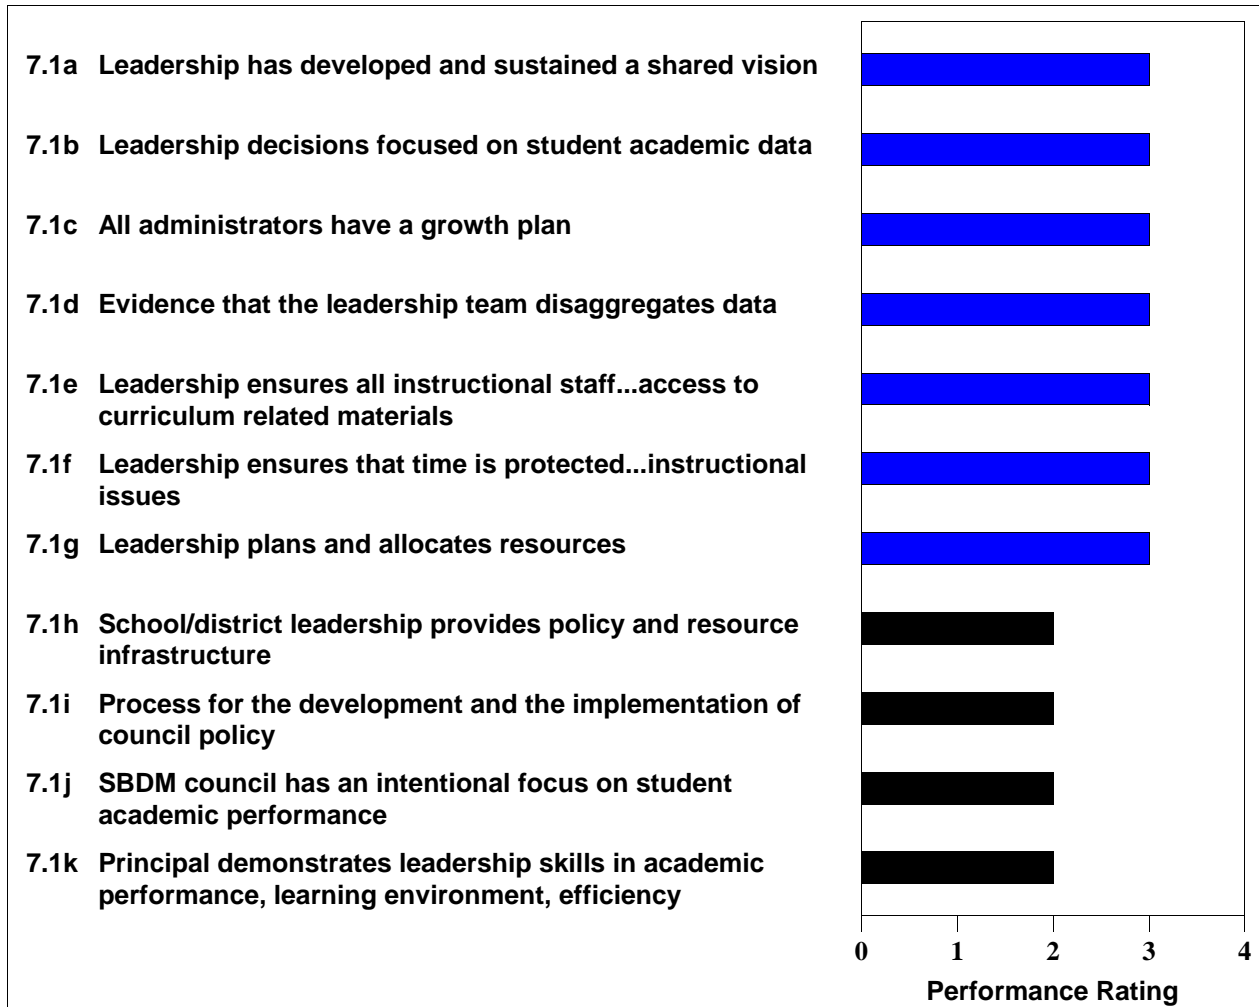 7.1a Leadership has developed and sustained a shared vision
7.1b Leadership decisions focused on student academic data
7.1c All administrators have a growth plan
7.1d Evidence that the leadership team disaggregates data
7.1e Leadership ensures all instructional staff...access to
curriculum related materials
7.1f Leadership ensures that time is protected...instructional
issues
7.1g Leadership plans and allocates resources
7.1h School/district leadership provides policy and resource
infrastructure
7.1i Process for the development and the implementation of
council policy
7.1j SBDM council has an intentional focus on student
academic performance
7.1k Principal demonstrates leadership skills in academic
performance, learning environment, efficiency
0 1 2 3 4
Performance Rating